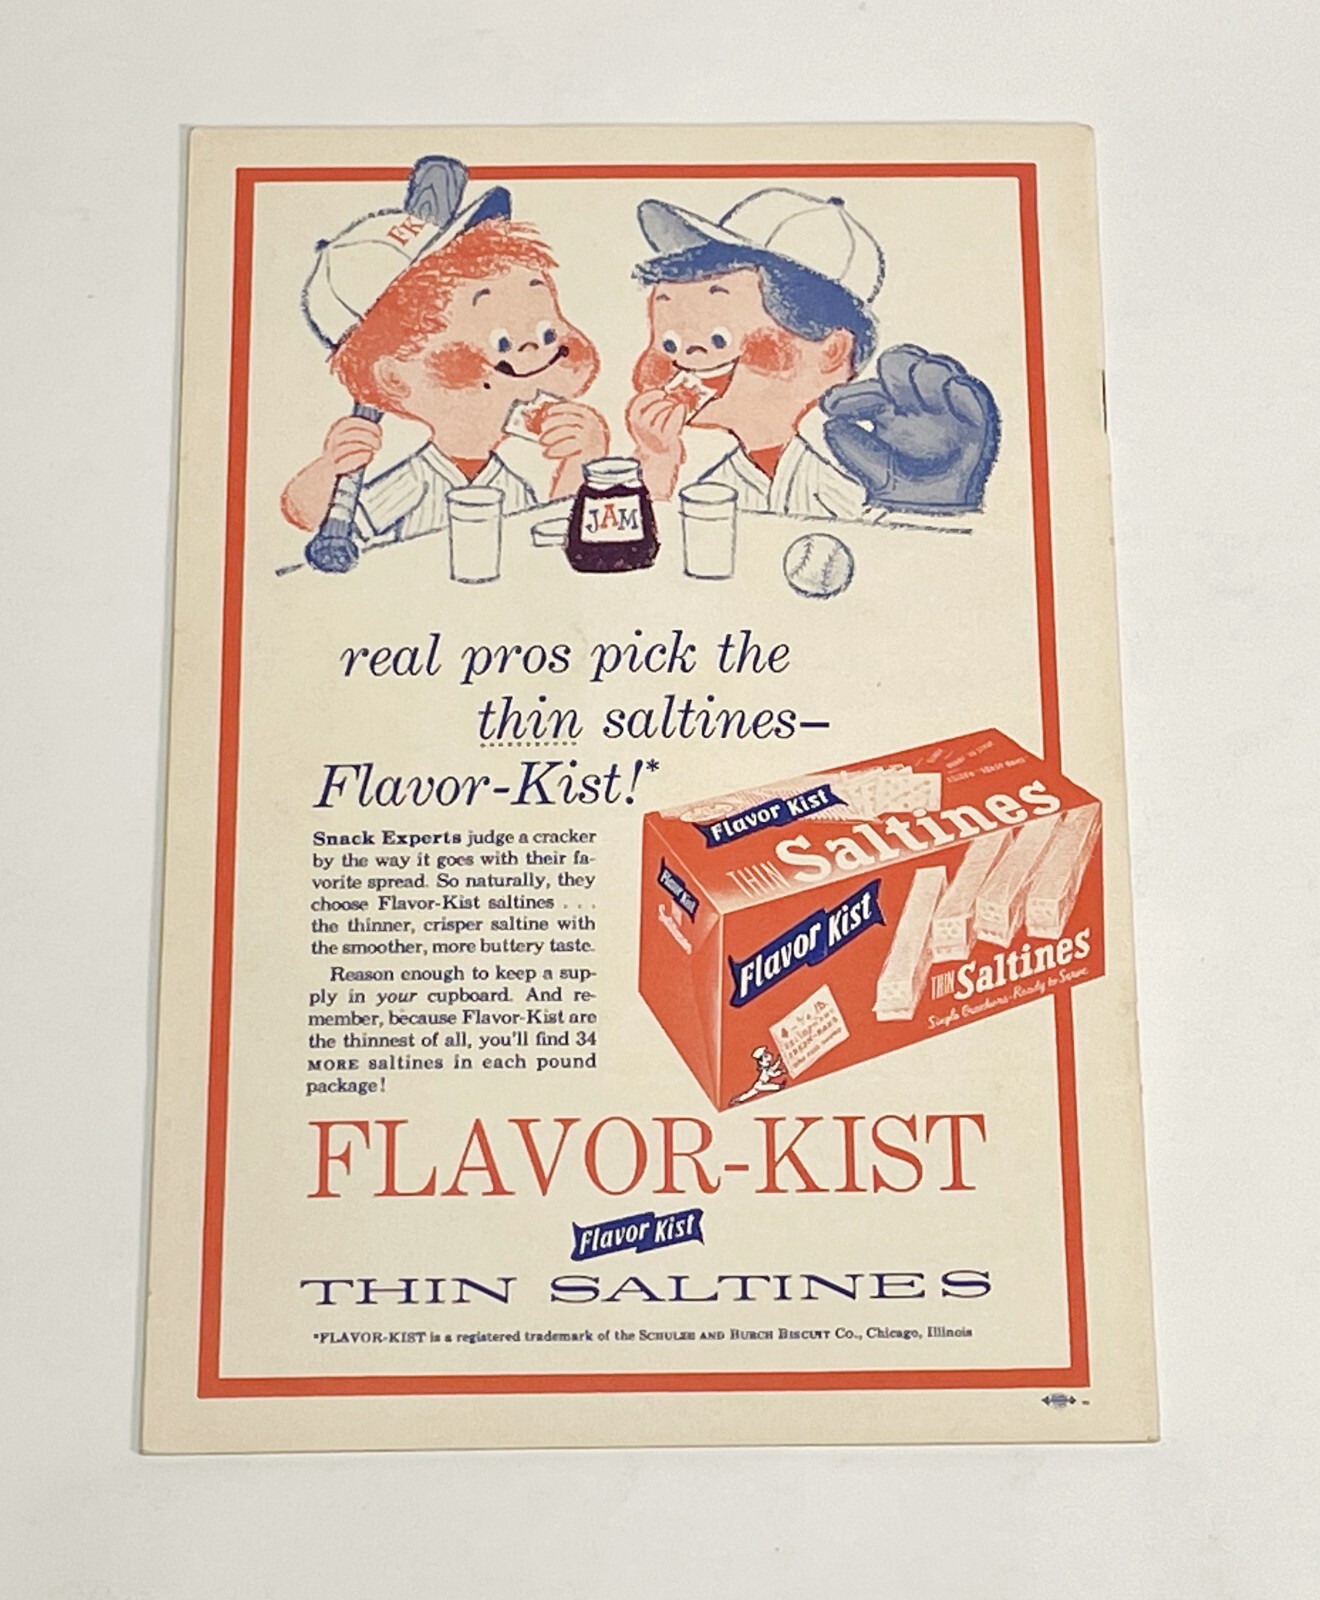 FK
JAM
real pros pick the
thin saltines–
Flavor-Kist!*
Flavor Kist
THIN Saltines
Flavor Kist
Flavor Kist
THIN Saltines
Single Crackers-Ready to Serve
Snack Experts judge a cracker
by the way it goes with their fa-
vorite spread. So naturally, they
choose Flavor-Kist saltines . . .
the thinner, crisper saltine with
the smoother, more buttery taste.
Reason enough to keep a sup-
ply in your cupboard. And re-
member, because Flavor-Kist are
the thinnest of all, you'll find 34
MORE saltines in each pound
package!
FLAVOR-KIST
Flavor Kist
THIN SALTINES
*FLAVOR-KIST is a registered trademark of the SCHULZE AND BURCH BISCUIT CO., Chicago, Illinois